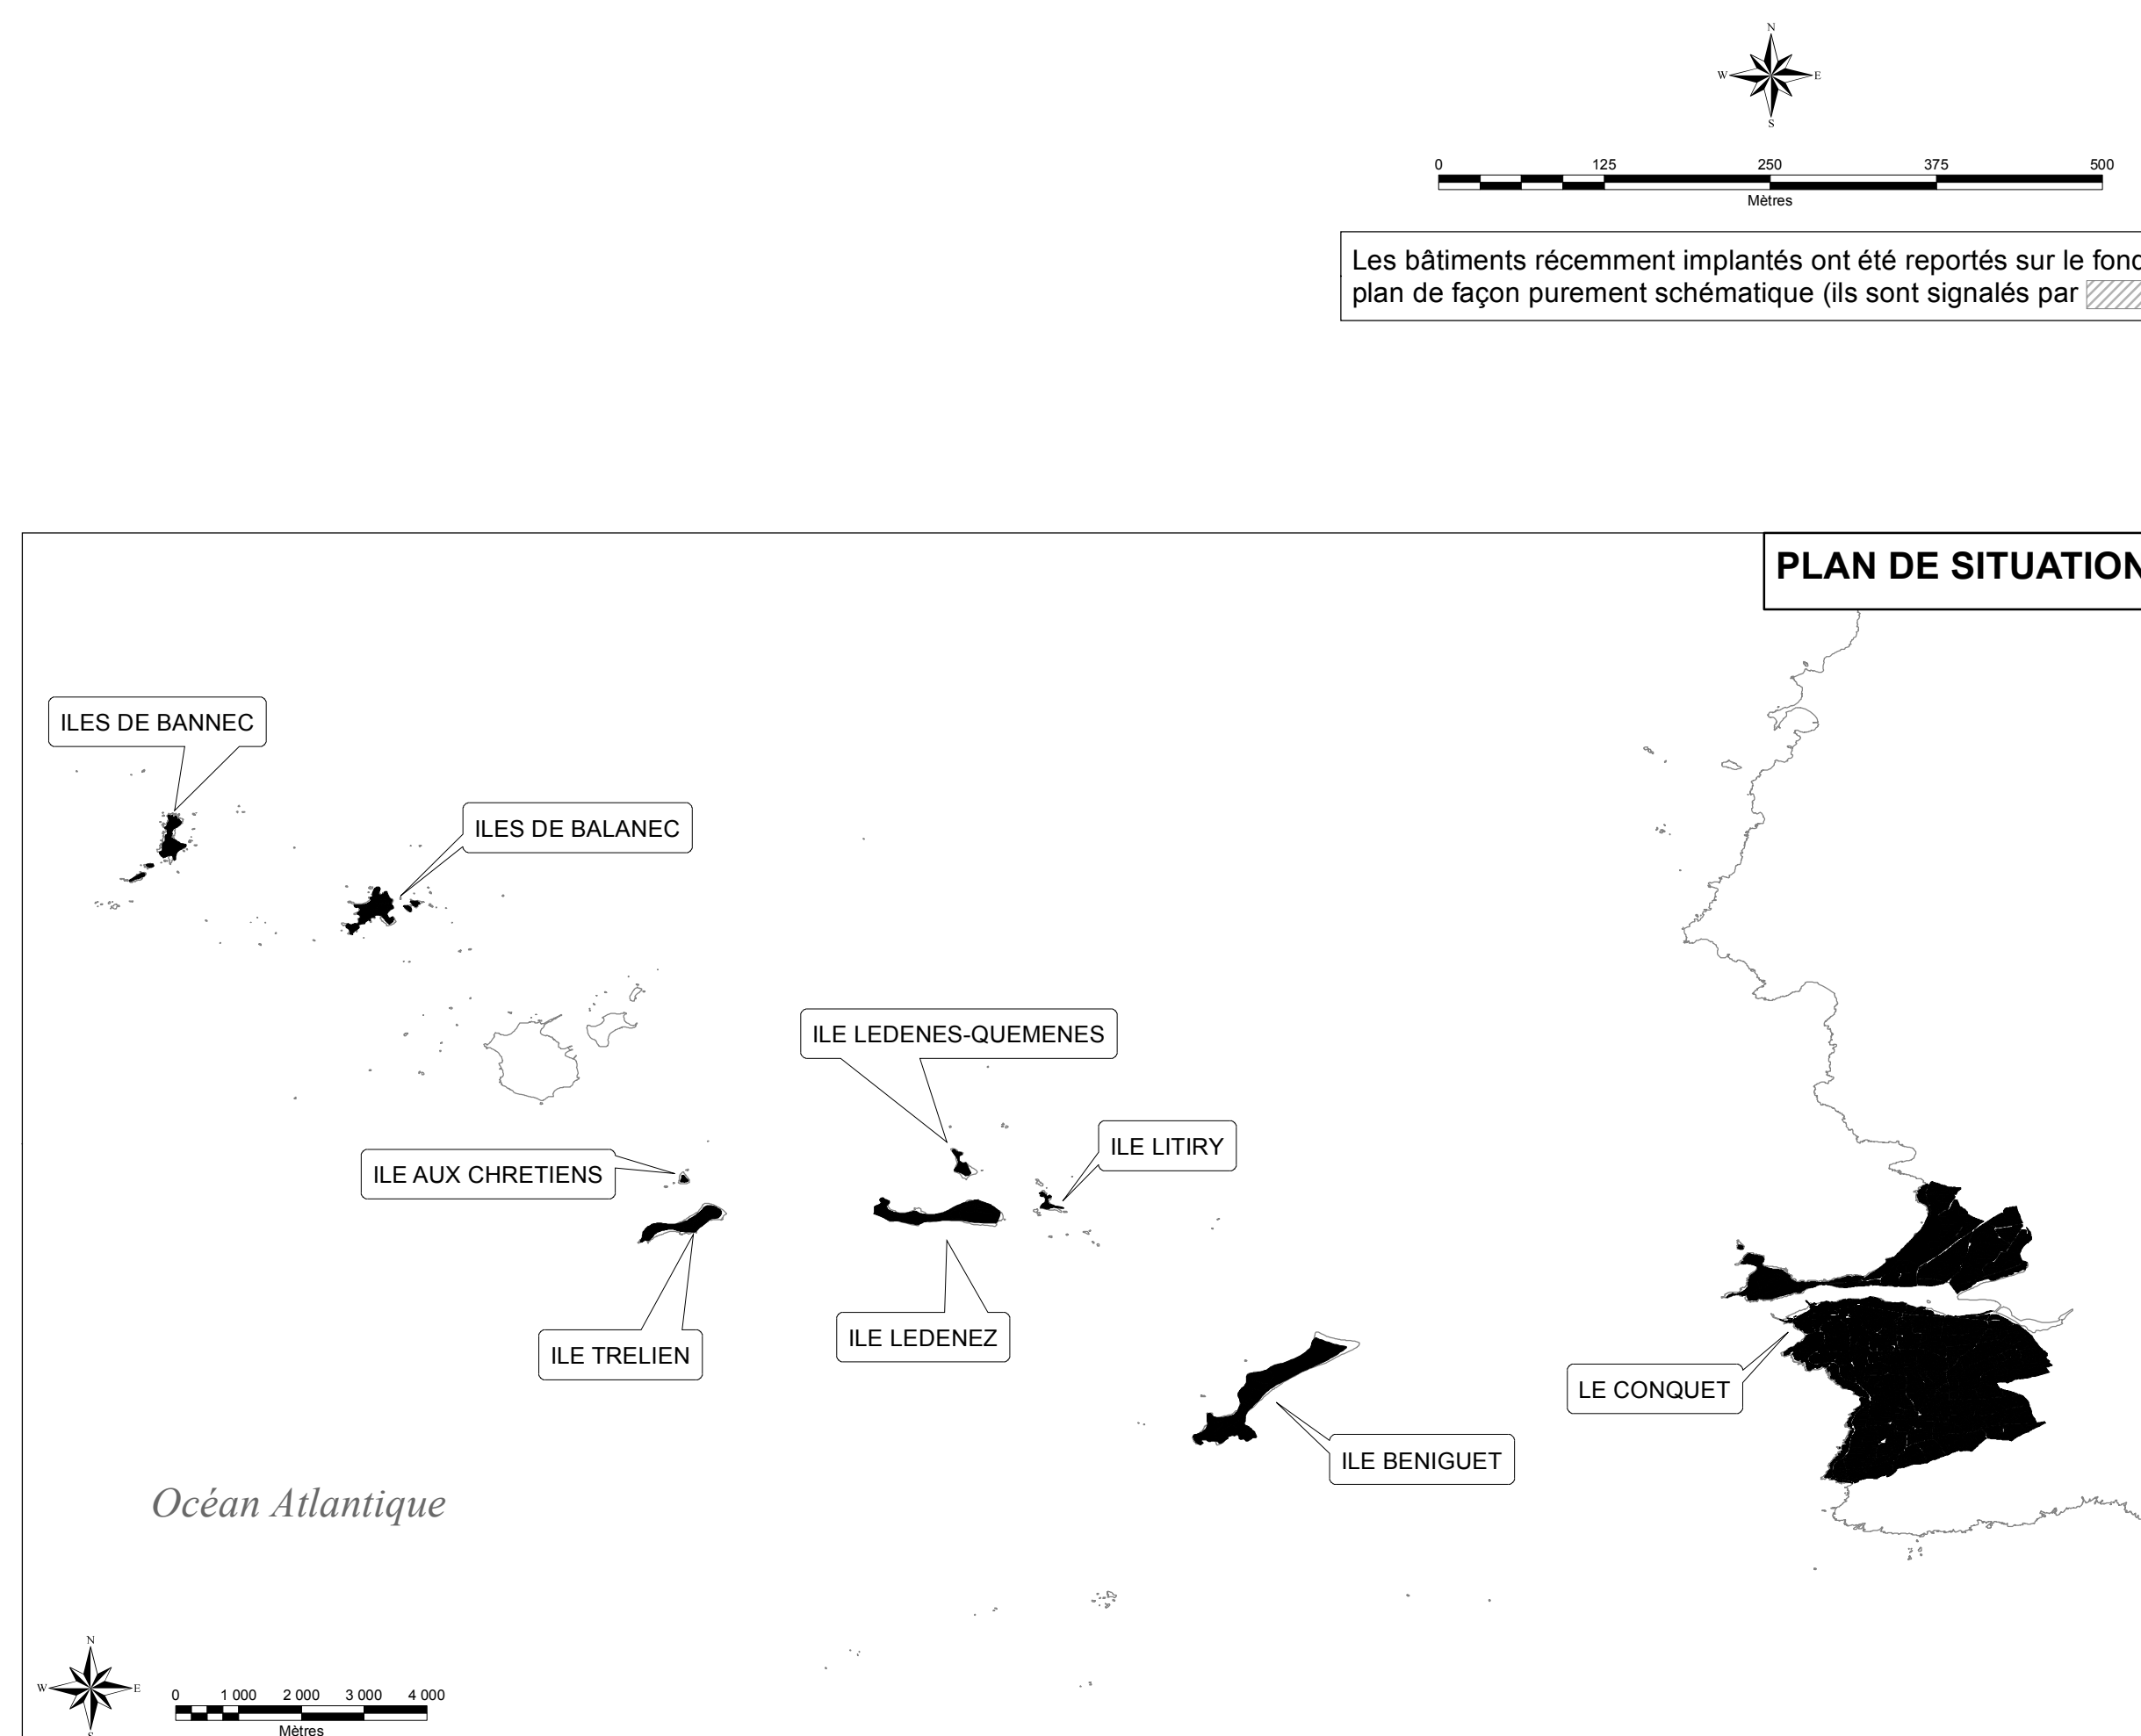 N
W E
S
0 125 250 375 500
Mètres
Les bâtiments récemment implantés ont été reportés sur le fond
plan de façon purement schématique (ils sont signalés par
PLAN DE SITUATION
ILES DE BANNEC
ILES DE BALANEC
ILE LEDENES-QUEMENES
ILE LITIRY
ILE AUX CHRETIENS
ILE TRELIEN
ILE LEDENEZ
LE CONQUET
ILE BENIGUET
Océan Atlantique
N
W E
S
0 1 000 2 000 3 000 4 000
Mètres